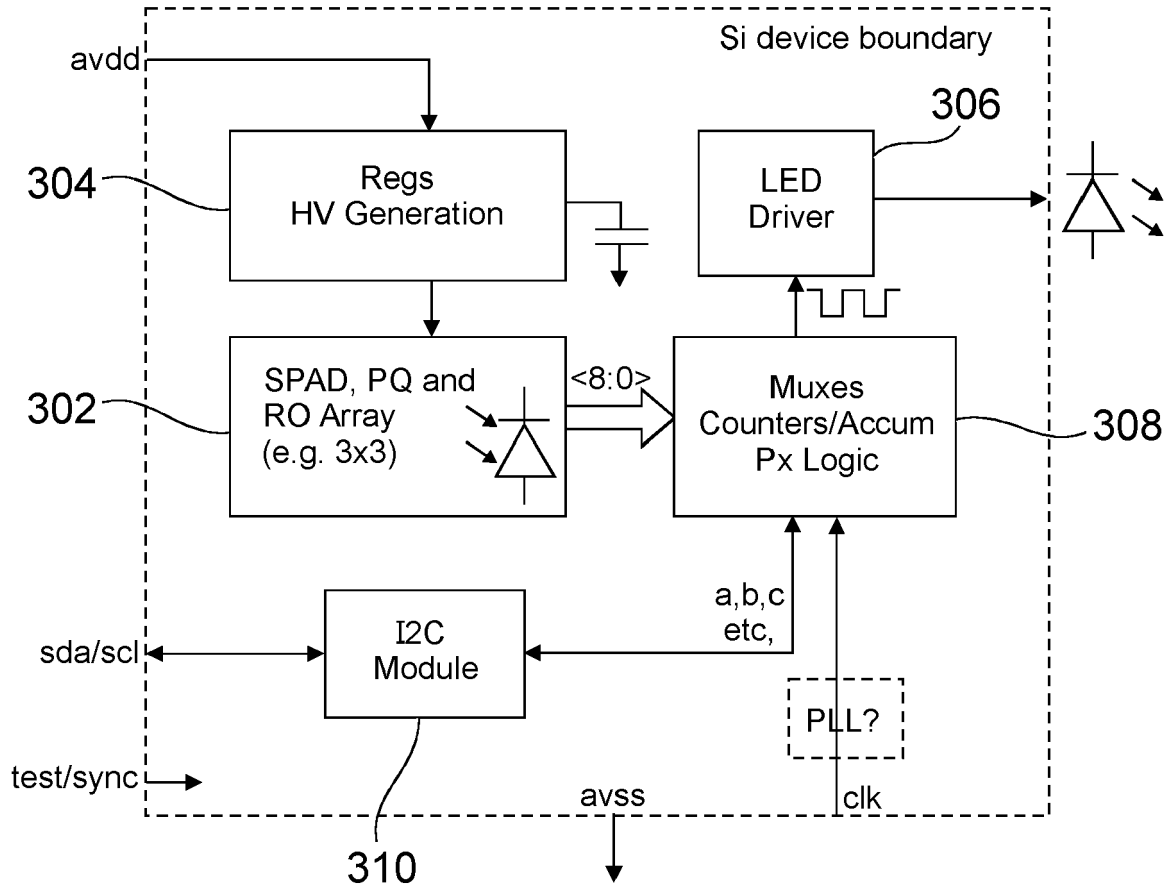 Si device boundary
avdd
306
304
Regs
HV Generation
LED
Driver
302
SPAD, PQ and
RO Array
(e.g. 3x3)
<8:0>
Muxes
Counters/Accum
Px Logic
308
a,b,c
etc,
sda/scl
I2C
Module
PLL?
test/sync
avss
clk
310